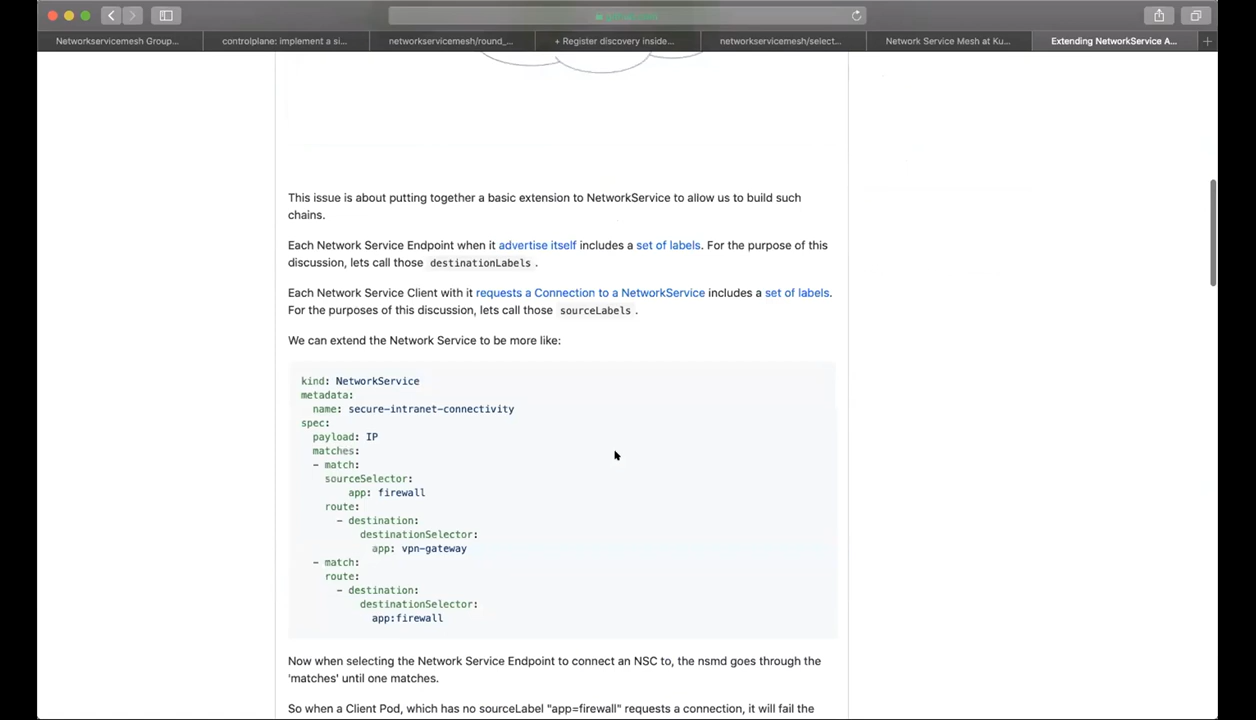 Networkservicemesh Group...
controlplane: implement a si...
networkservicemesh/round_...
+ Register discovery inside...
networkservicemesh/select...
Network Service Mesh at Ku...
Extending NetworkService A...
This issue is about putting together a basic extension to NetworkService to allow us to build such
chains.
Each Network Service Endpoint when it advertise itself includes a set of labels. For the purpose of this
discussion, lets call those destinationLabels .
Each Network Service Client with it requests a Connection to a NetworkService includes a set of labels.
For the purposes of this discussion, lets call those sourceLabels .
We can extend the Network Service to be more like:
kind: NetworkService
metadata:
name: secure-intranet-connectivity
spec:
payload: IP
matches:
- match:
sourceSelector:
app: firewall
route:
- destination:
destinationSelector:
app: vpn-gateway
- match:
route:
- destination:
destinationSelector:
app:firewall
Now when selecting the Network Service Endpoint to connect an NSC to, the nsmd goes through the
'matches' until one matches.
So when a Client Pod, which has no sourceLabel "app=firewall" requests a connection, it will fail the